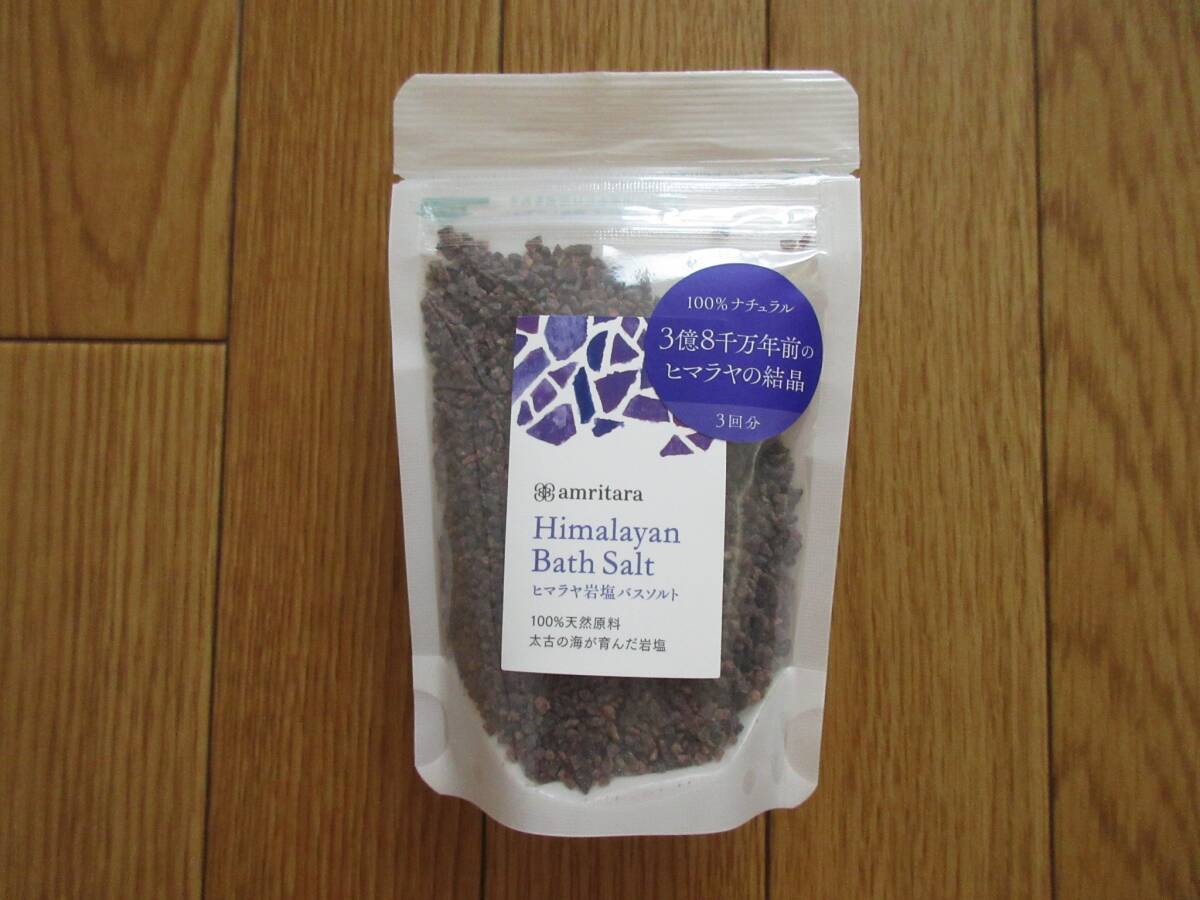 100%ナチュラル
3億8千万年前の
ヒマラヤの結晶
3回分
amritara
Himalayan
Bath Salt
ヒマラヤ岩塩バスソルト
100%天然原料
太古の海が育んだ岩塩